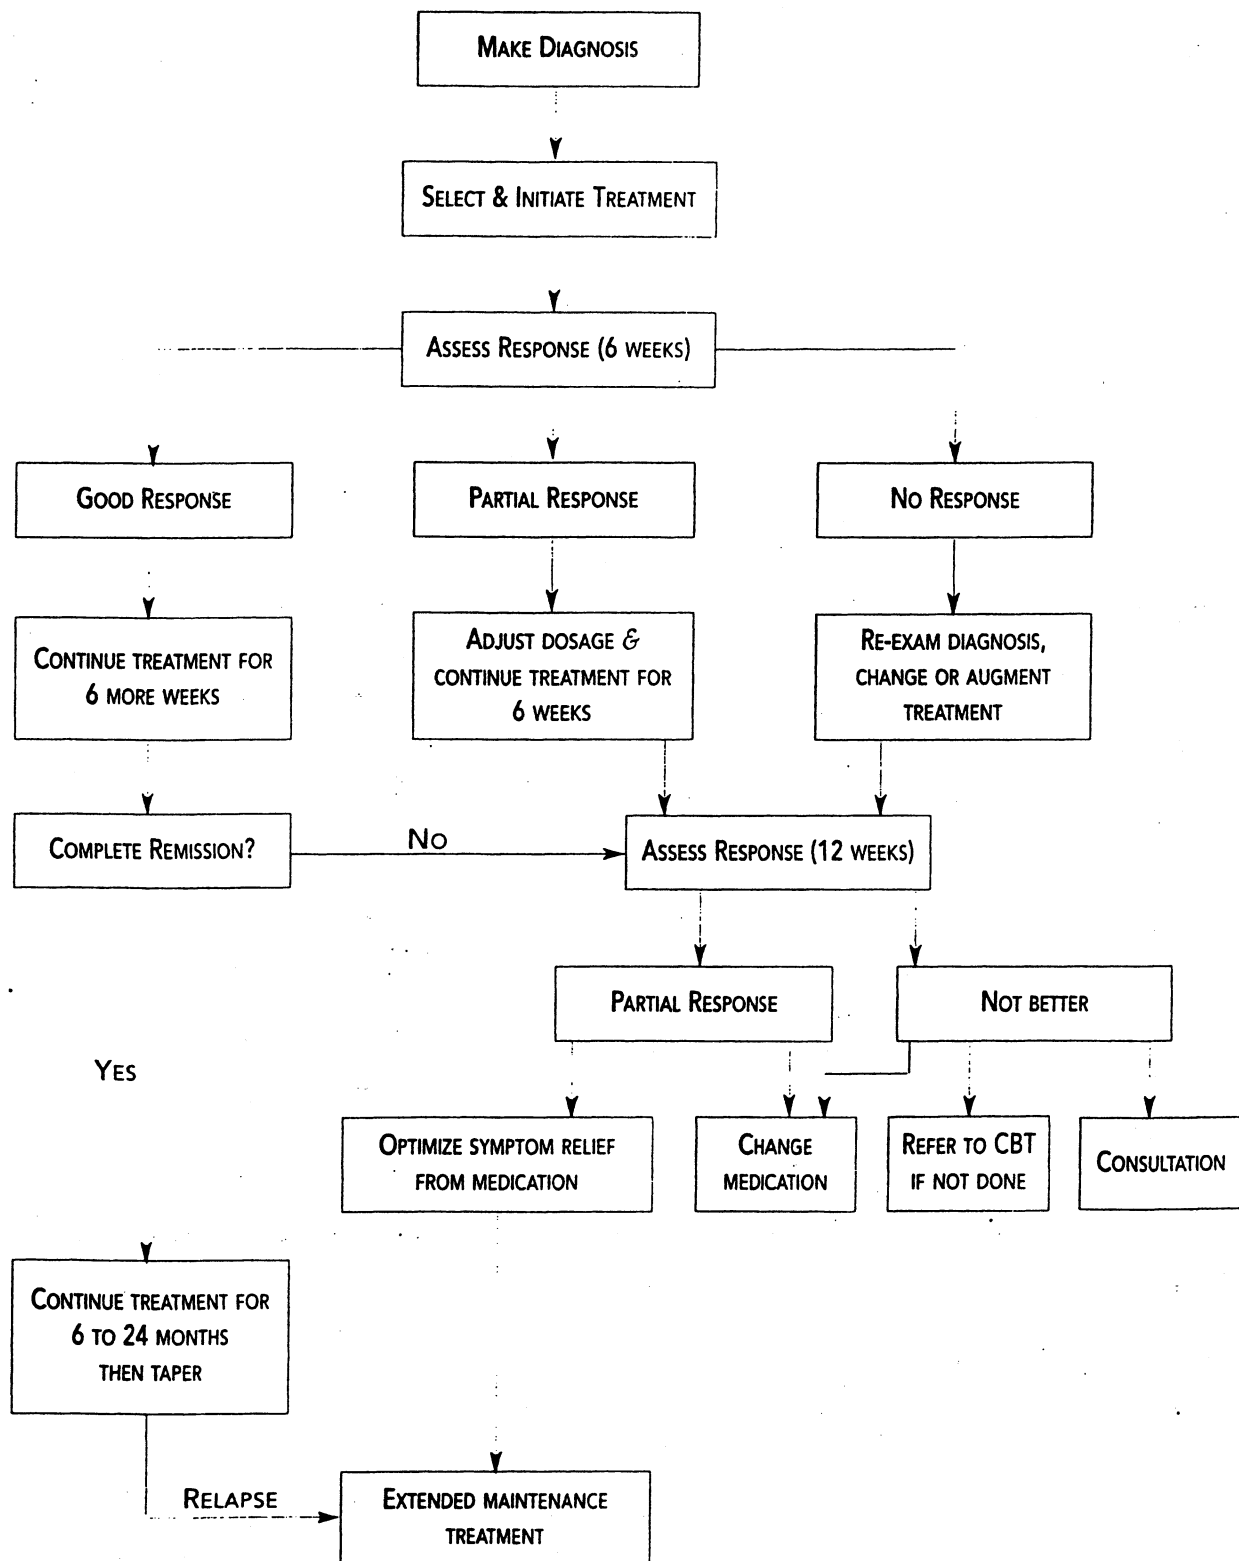 MAKE DIAGNOSIS
SELECT & INITIATE TREATMENT
ASSESS RESPONSE (6 WEEKS)
GOOD RESPONSE
PARTIAL RESPONSE
NO RESPONSE
CONTINUE TREATMENT FOR
6 MORE WEEKS
ADJUST DOSAGE &
CONTINUE TREATMENT FOR
6 WEEKS
RE-EXAM DIAGNOSIS,
CHANGE OR AUGMENT
TREATMENT
COMPLETE REMISSION?
NO
ASSESS RESPONSE (12 WEEKS)
PARTIAL RESPONSE
NOT BETTER
YES
OPTIMIZE SYMPTOM RELIEF
FROM MEDICATION
CHANGE
MEDICATION
REFER TO CBT
IF NOT DONE
CONSULTATION
CONTINUE TREATMENT FOR
6 TO 24 MONTHS
THEN TAPER
RELAPSE
EXTENDED MAINTENANCE
TREATMENT